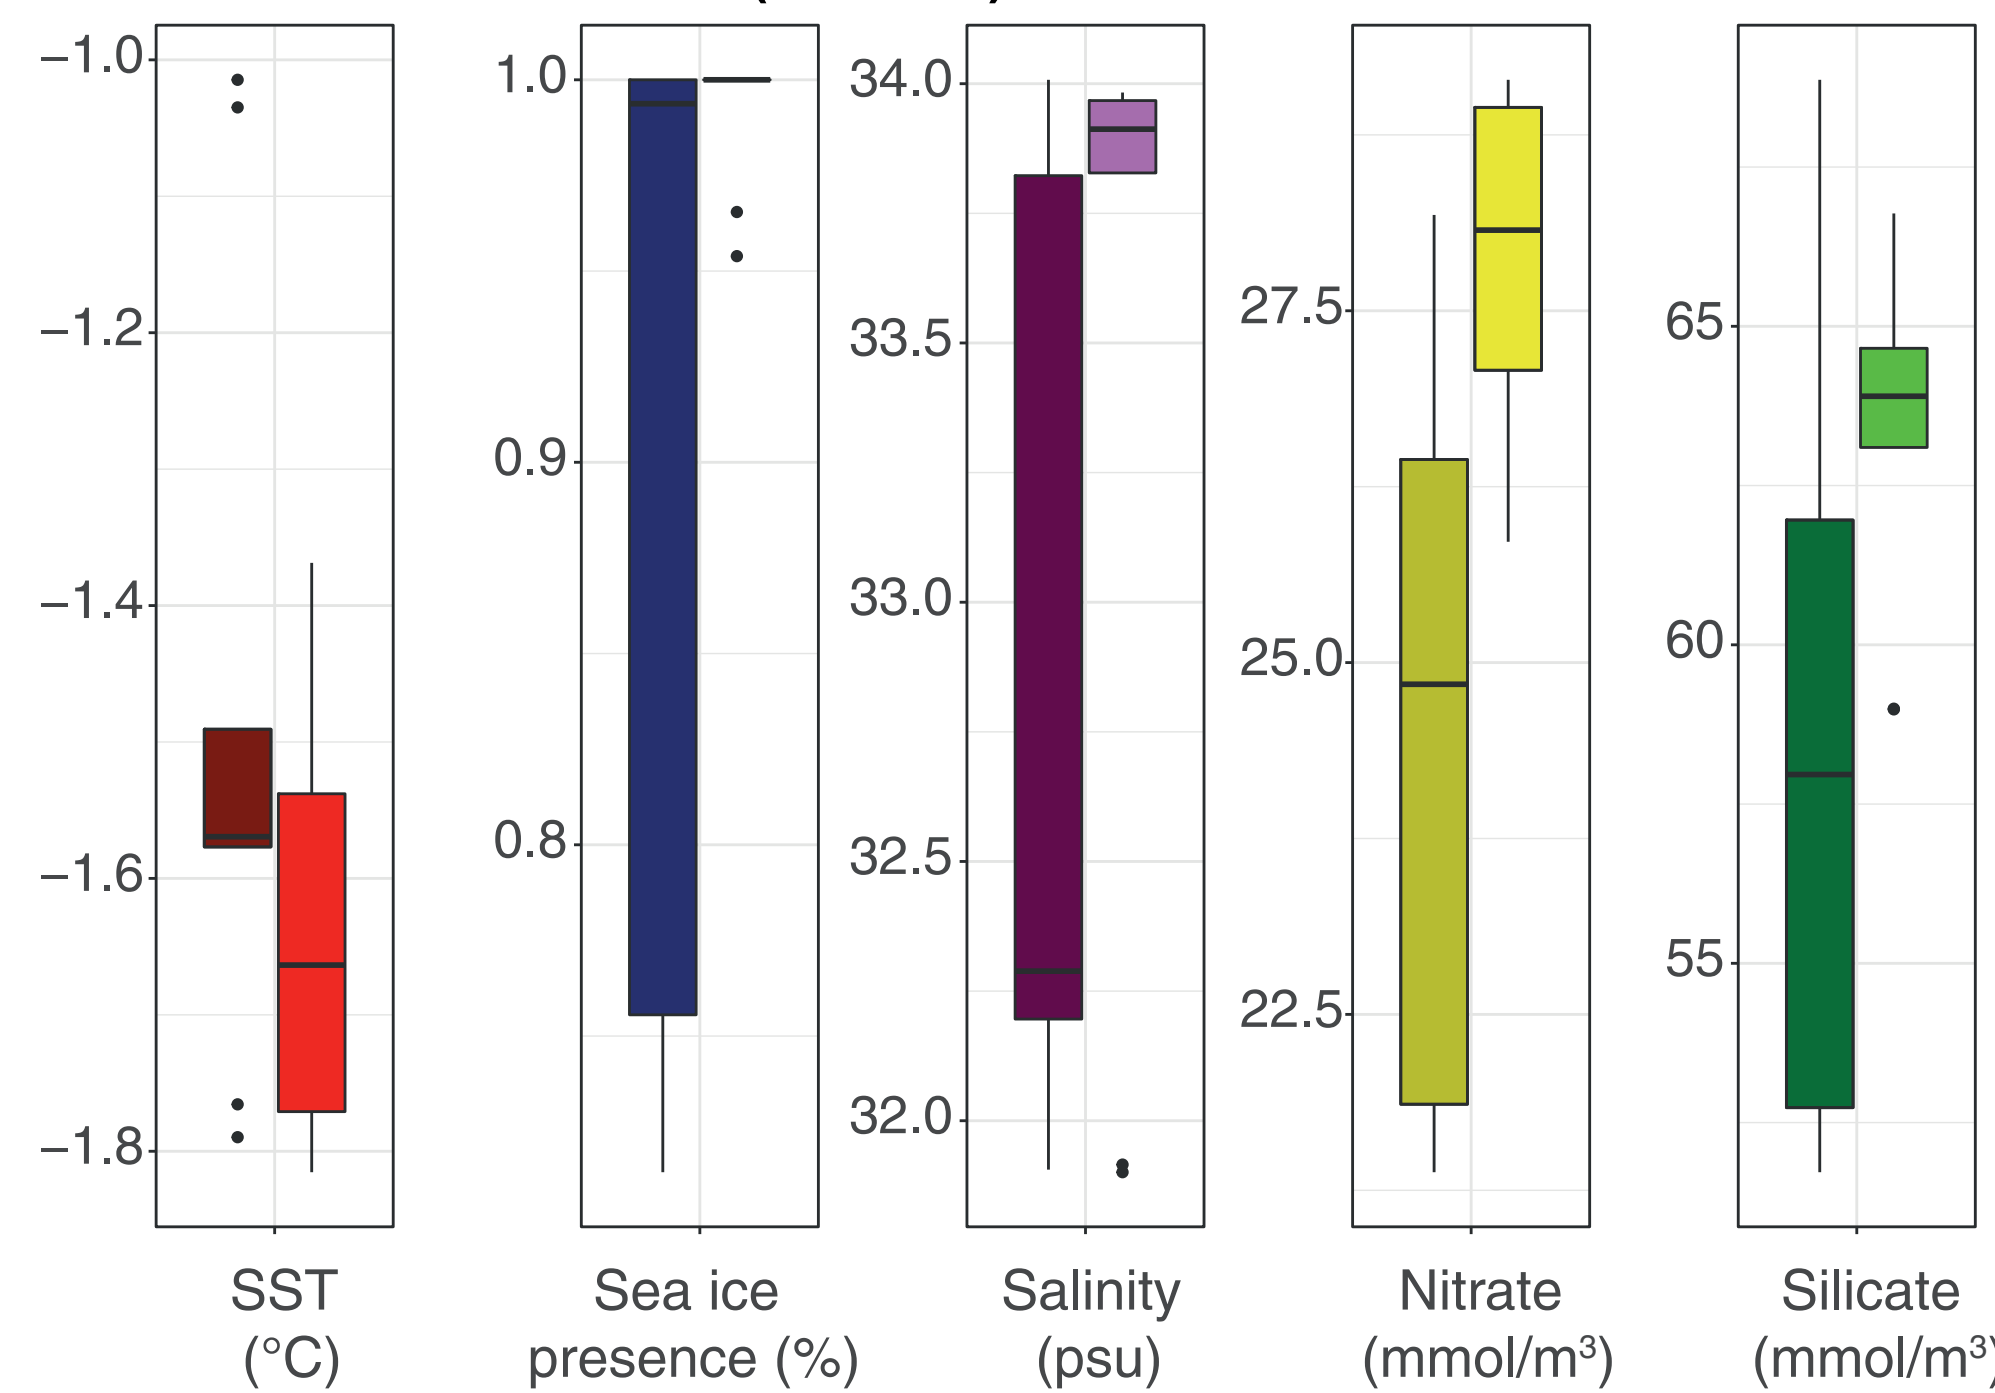 −1.0
−1.2
−1.4
−1.6
−1.8
SST
(°C)
1.0
0.9
0.8
Sea ice
presence (%)
34.0
33.5
33.0
32.5
32.0
Salinity
(psu)
27.5
25.0
22.5
Nitrate
(mmol/m³)
65
60
55
Silicate
(mmol/m³)